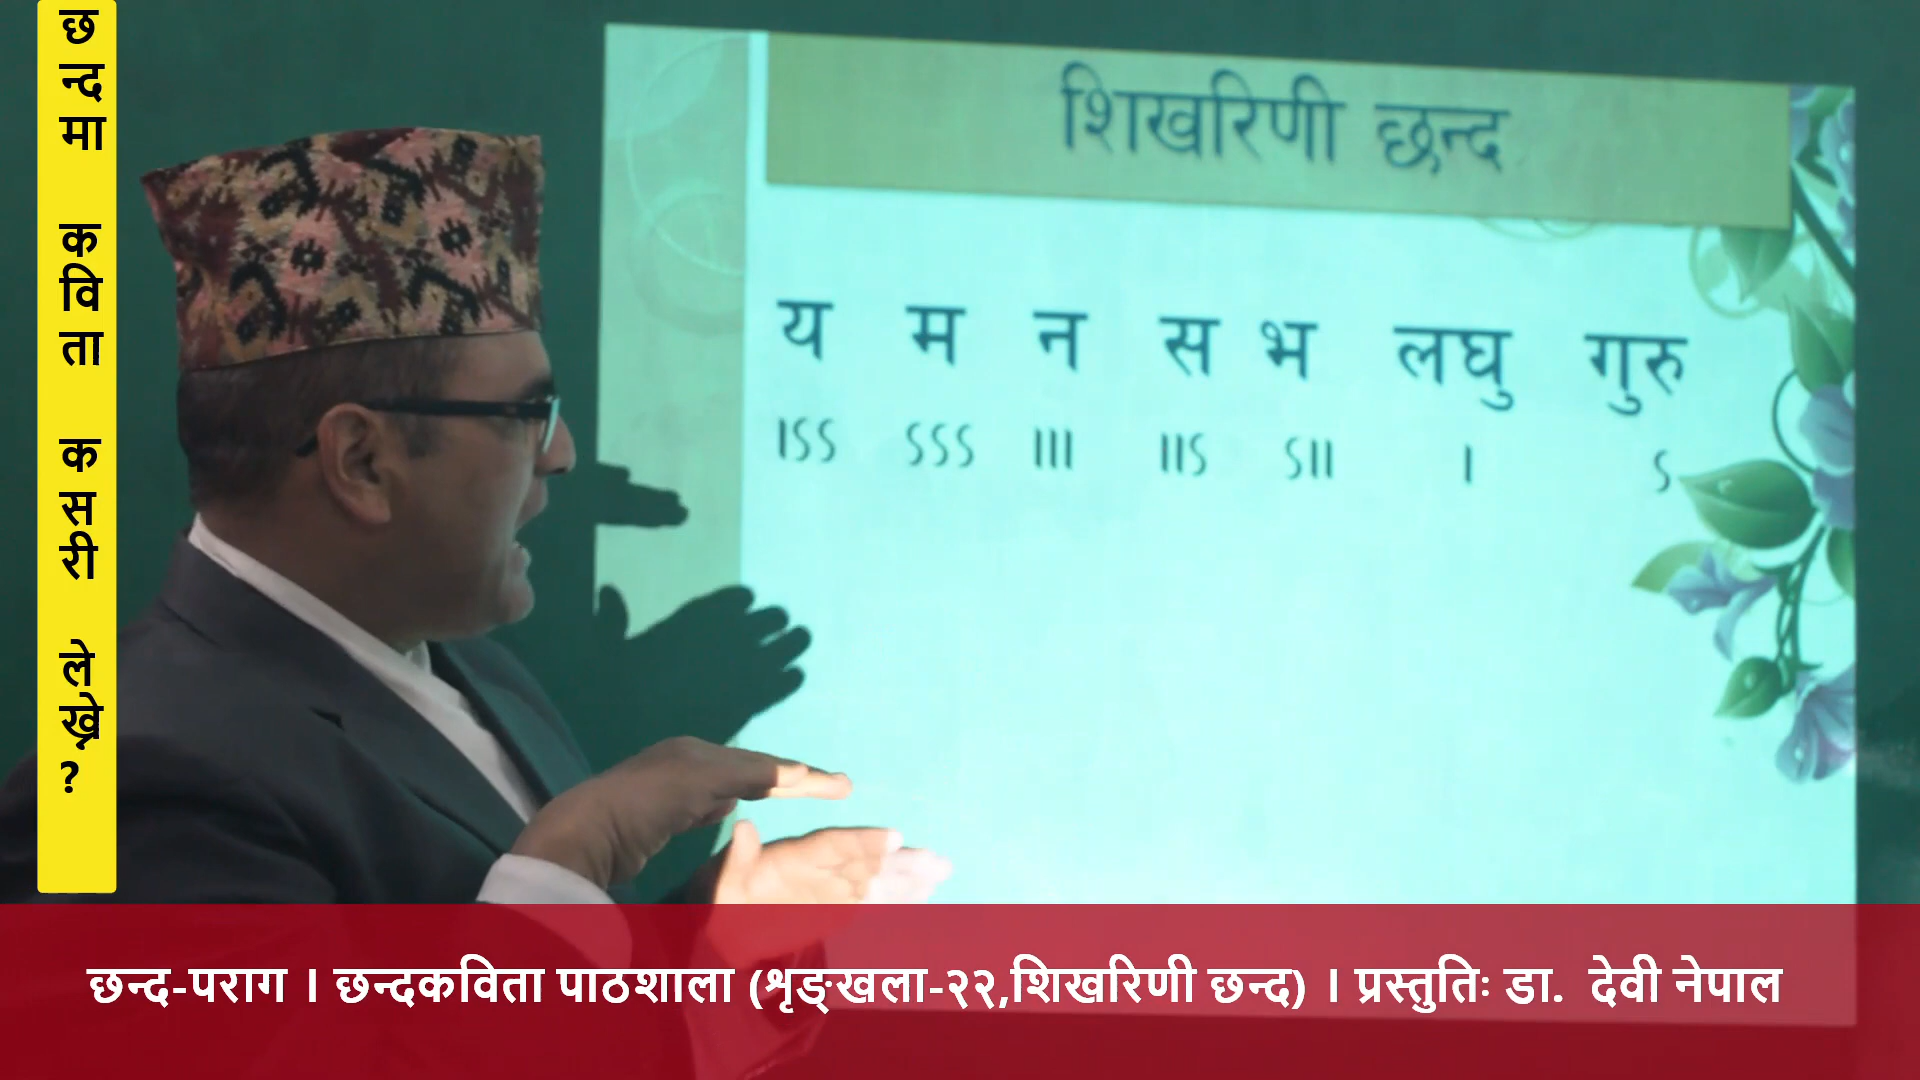 छन्दमा कविता कसरी लेख्ने?
शिखरिणी छन्द
य म न स भ लघु गुरु
ISS SSS III IIS SII I S
छन्द-पराग । छन्दकविता पाठशाला (शृङ्खला-२२,शिखरिणी छन्द) । प्रस्तुतिः डा. देवी नेपाल